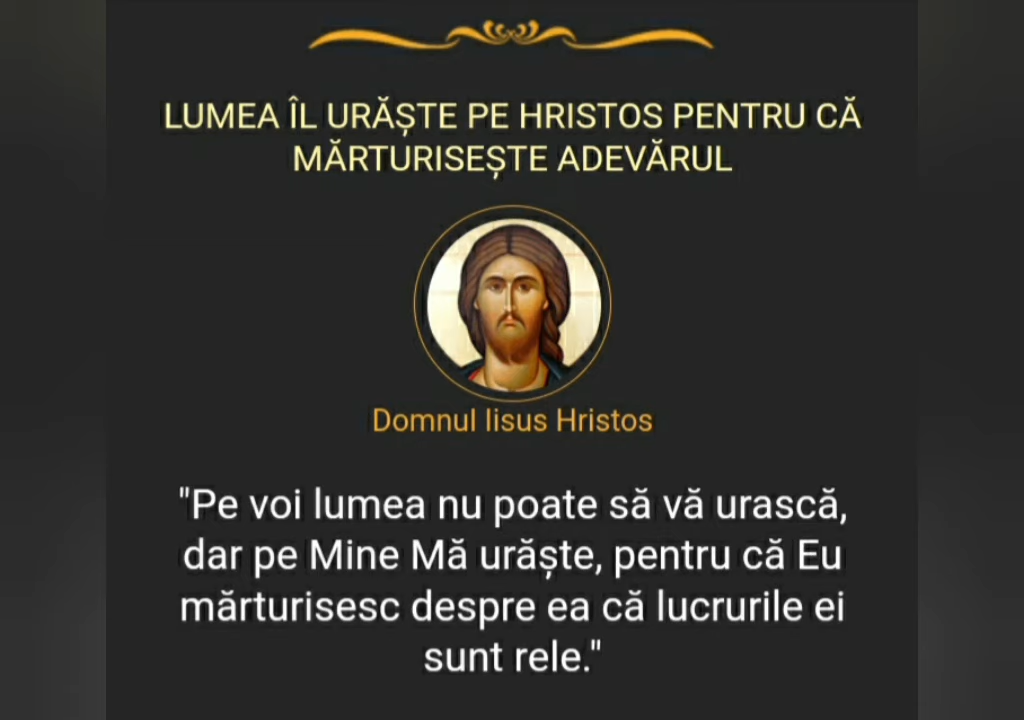 LUMEA ÎL URĂȘTE PE HRISTOS PENTRU CĂ
MĂRTURISEȘTE ADEVĂRUL
Domnul Iisus Hristos
"Pe voi lumea nu poate să vă urască,
dar pe Mine Mă urăște, pentru că Eu
mărturisesc despre ea că lucrurile ei
sunt rele."